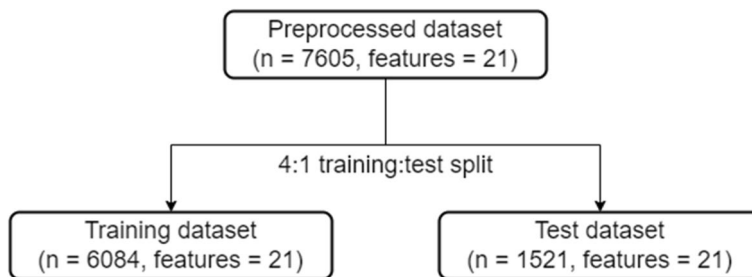 Preprocessed dataset
(n = 7605, features = 21)
4:1 training:test split
Training dataset
(n = 6084, features = 21)
Test dataset
(n = 1521, features = 21)